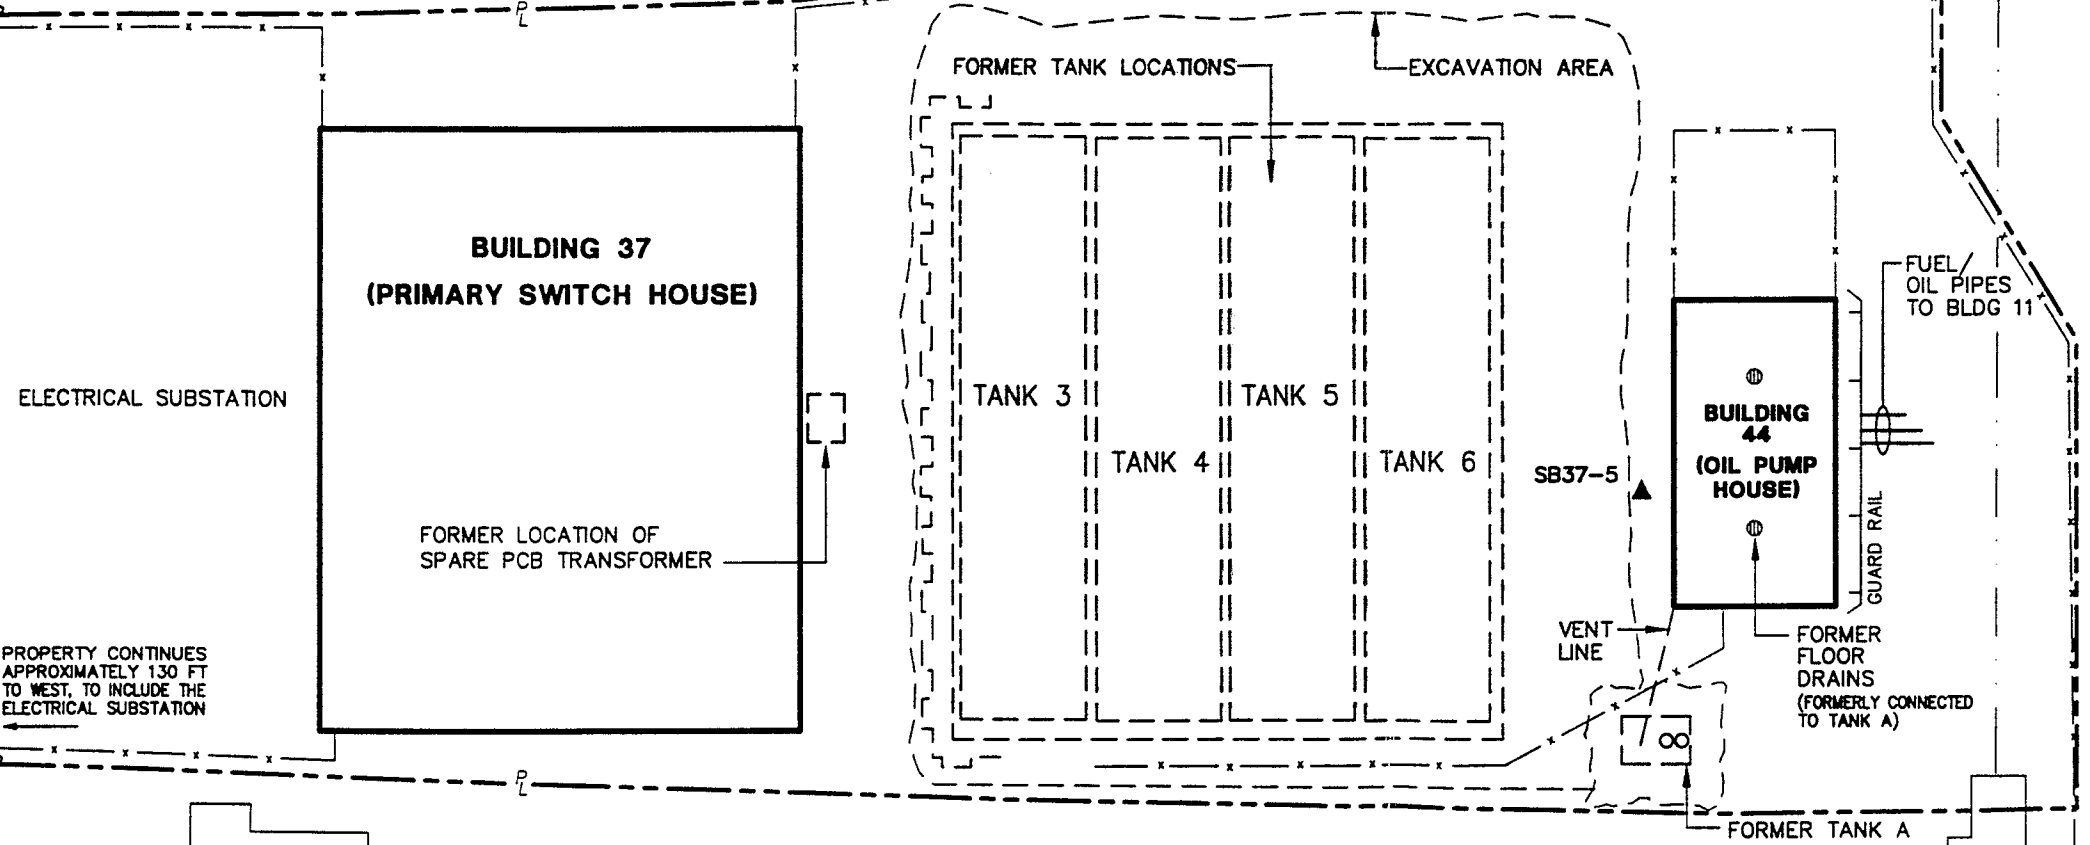 PL
FORMER TANK LOCATIONS
EXCAVATION AREA
BUILDING 37
(PRIMARY SWITCH HOUSE)
FUEL/
OIL PIPES
TO BLDG 11
ELECTRICAL SUBSTATION
TANK 3
TANK 4
TANK 5
TANK 6
SB37-5
BUILDING
44
(OIL PUMP
HOUSE)
GUARD RAIL
FORMER LOCATION OF
SPARE PCB TRANSFORMER
VENT
LINE
FORMER
FLOOR
DRAINS
(FORMERLY CONNECTED
TO TANK A)
PROPERTY CONTINUES
APPROXIMATELY 130 FT
TO WEST, TO INCLUDE THE
ELECTRICAL SUBSTATION
PL
FORMER TANK A